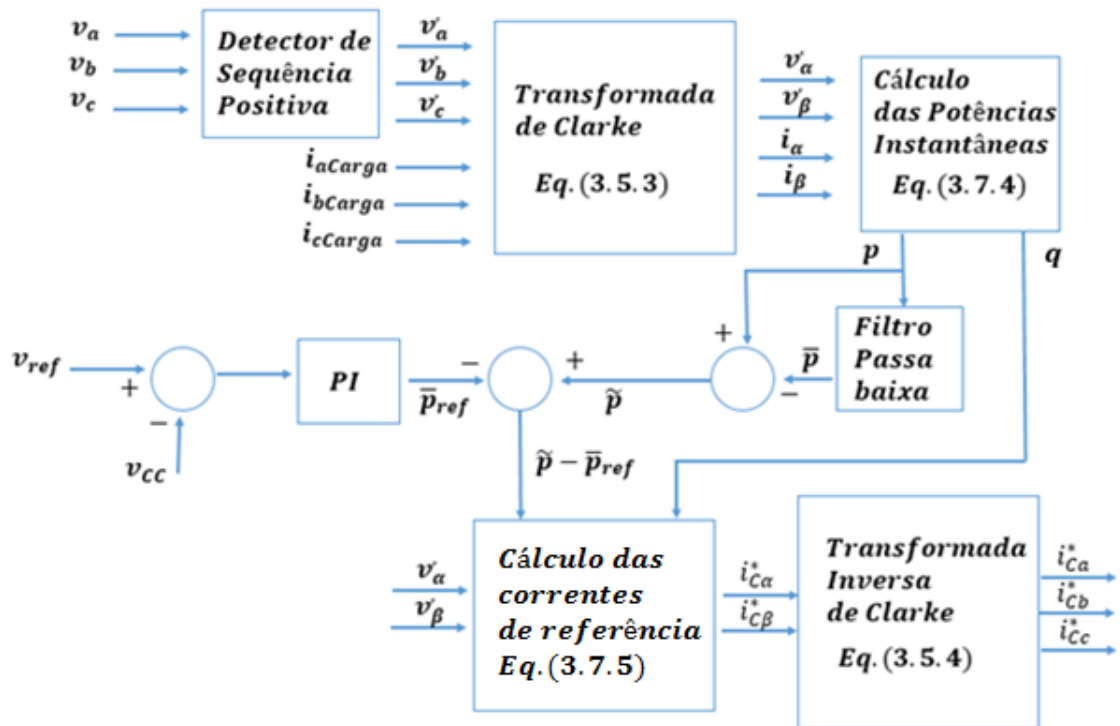 v_a
v_b
v_c
Detector de
Sequência
Positiva
v'_a
v'_b
v'_c
i_aCarga
i_bCarga
i_cCarga
Transformada
de Clarke
Eq.(3.5.3)
v'_α
v'_β
i_α
i_β
Cálculo
das Potências
Instantâneas
Eq.(3.7.4)
p
q
Filtro
Passa
baixa
p̅
+
−
p̃
v_ref
+
−
v_CC
PI
p̅_ref
−
+
p̃ − p̅_ref
v'_α
v'_β
Cálculo das
correntes
de referência
Eq.(3.7.5)
i*_Cα
i*_Cβ
Transformada
Inversa
de Clarke
Eq.(3.5.4)
i*_Ca
i*_Cb
i*_Cc